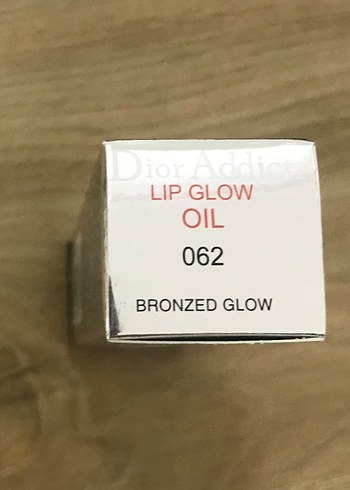 Dior Addict
LIP GLOW
OIL
062
BRONZED GLOW